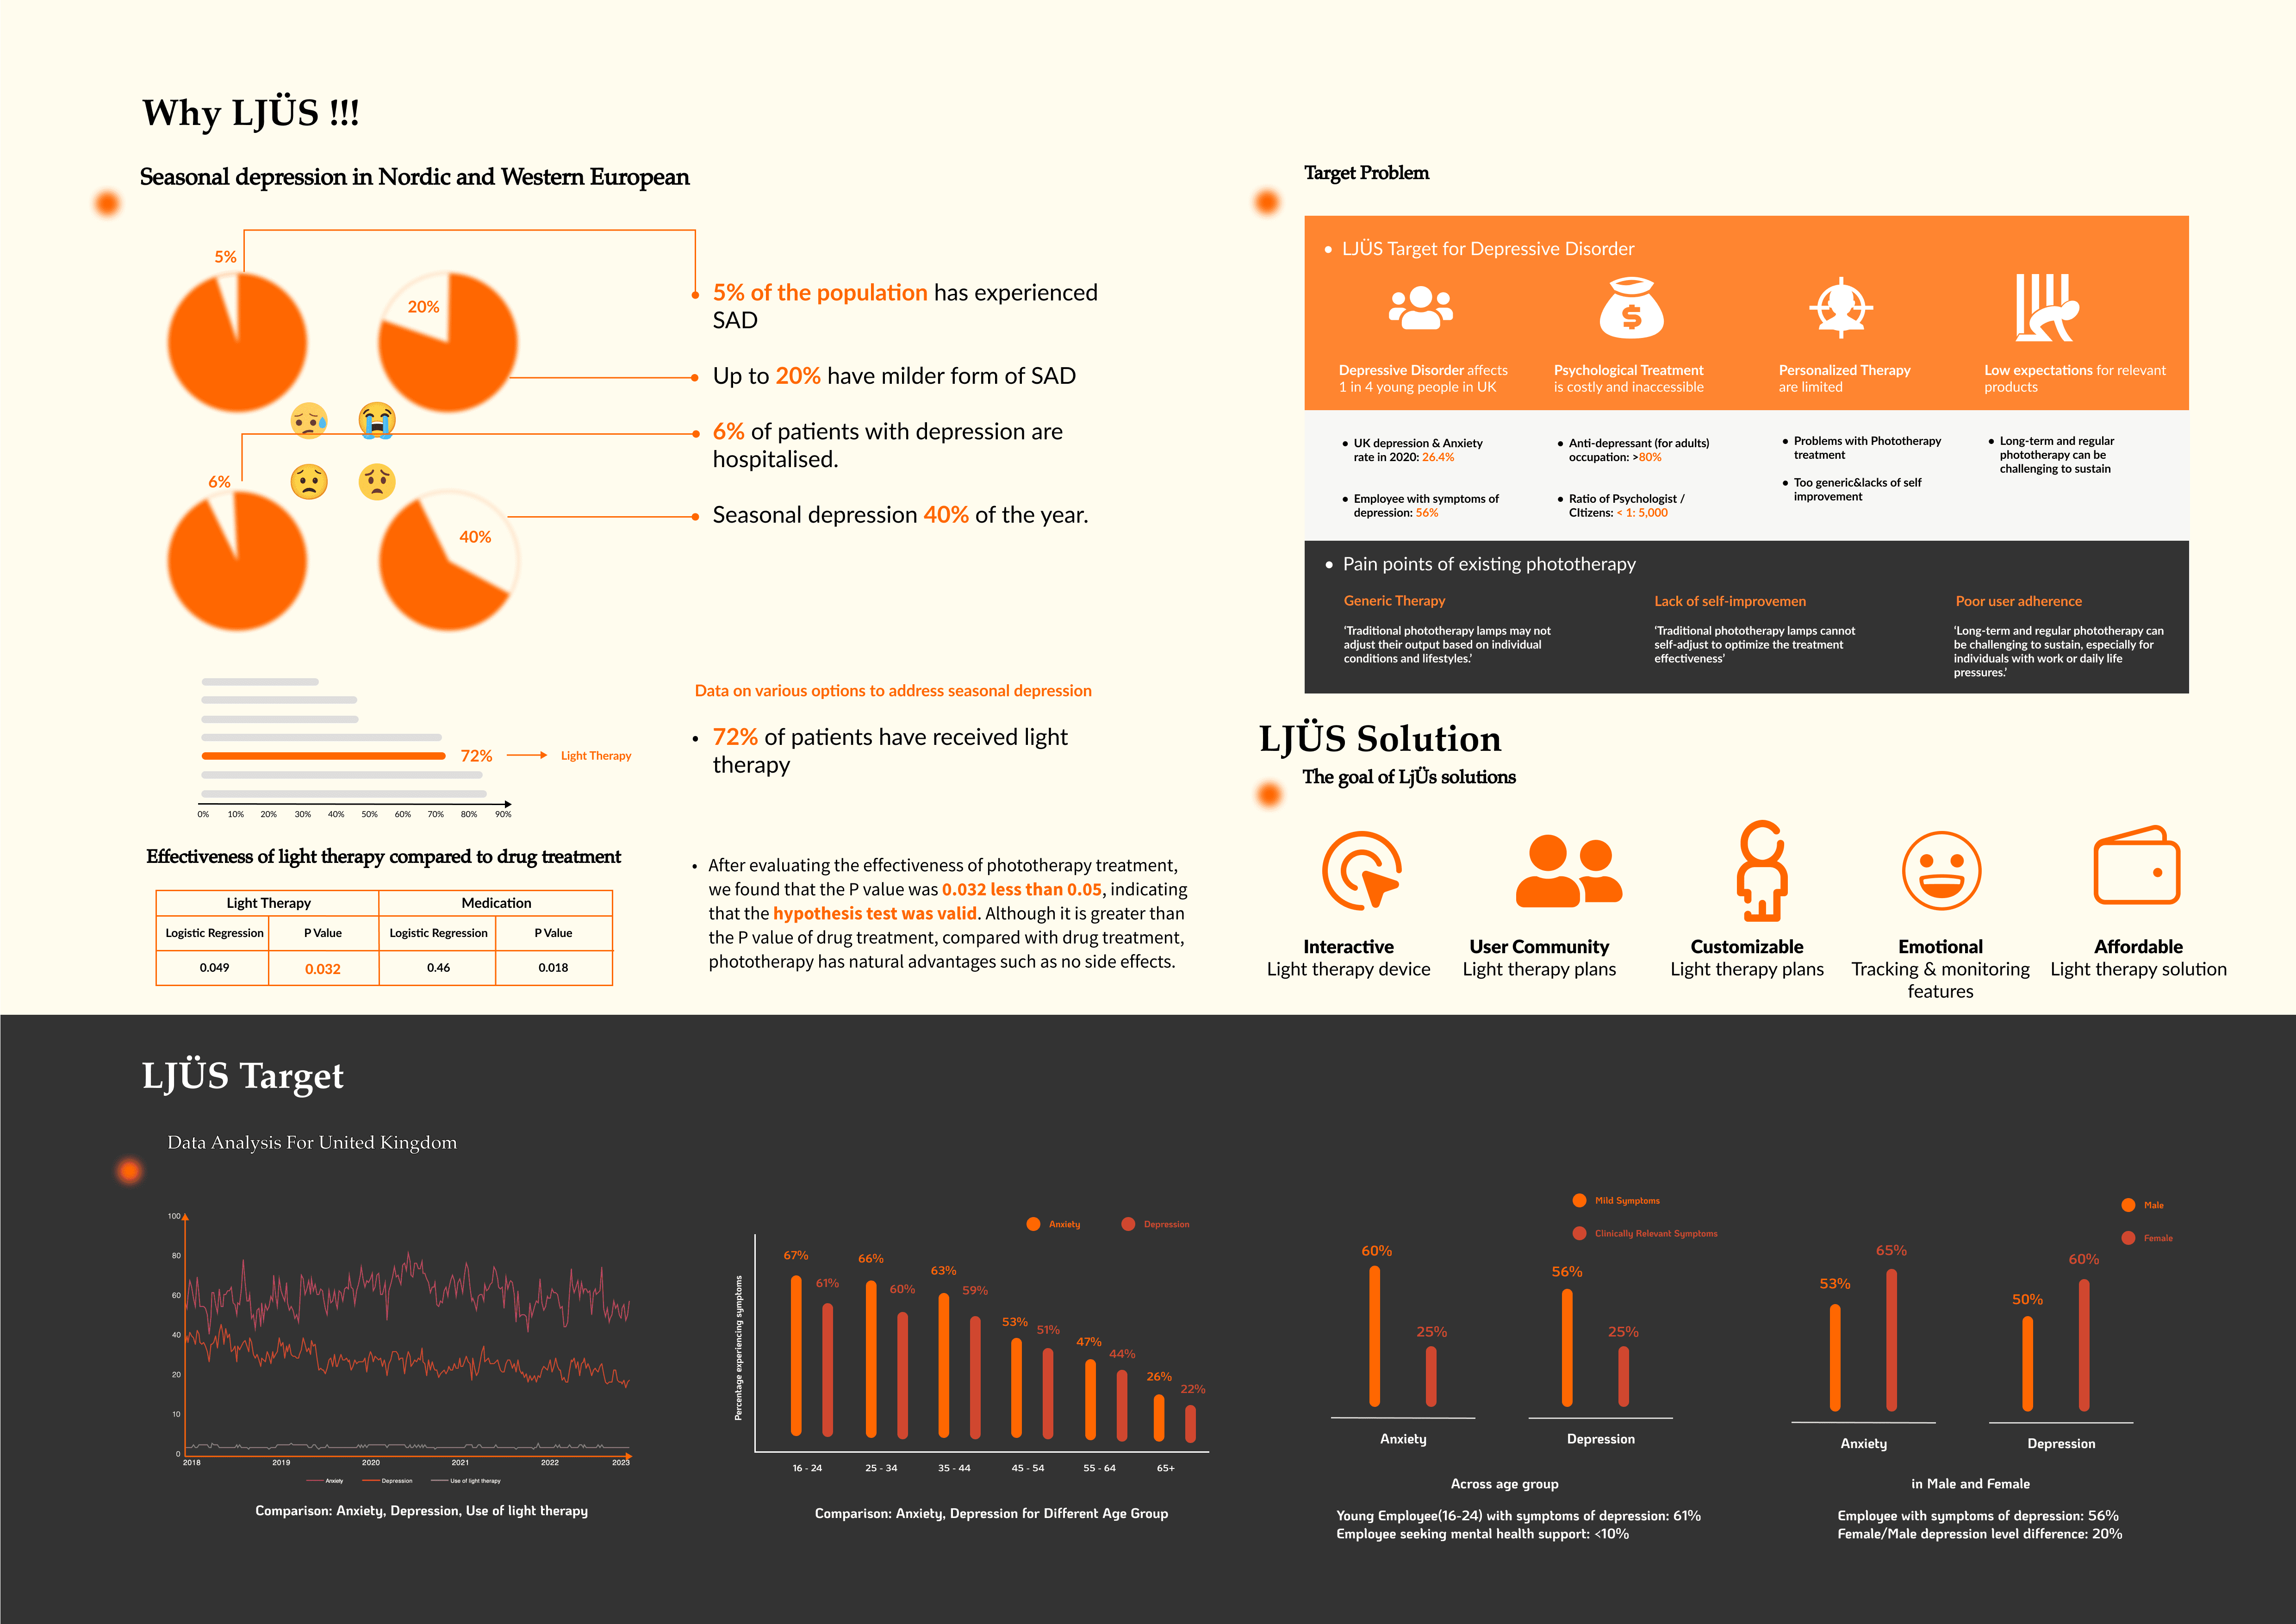 Why LJÜS !!!
Seasonal depression in Nordic and Western European
5%
20%
6%
40%
5% of the population has experienced
SAD
Up to 20% have milder form of SAD
6% of patients with depression are
hospitalised.
Seasonal depression 40% of the year.
72%
Light Therapy
0% 10% 20% 30% 40% 50% 60% 70% 80% 90%
Data on various options to address seasonal depression
72% of patients have received light
therapy
Effectiveness of light therapy compared to drug treatment
Light Therapy Medication
Logistic Regression P Value Logistic Regression P Value
0.049 0.032 0.46 0.018
After evaluating the effectiveness of phototherapy treatment,
we found that the P value was 0.032 less than 0.05, indicating
that the hypothesis test was valid. Although it is greater than
the P value of drug treatment, compared with drug treatment,
phototherapy has natural advantages such as no side effects.
Target Problem
LJÜS Target for Depressive Disorder
Depressive Disorder affects
1 in 4 young people in UK
Psychological Treatment
is costly and inaccessible
Personalized Therapy
are limited
Low expectations for relevant
products
UK depression & Anxiety
rate in 2020: 26.4%
Employee with symptoms of
depression: 56%
Anti-depressant (for adults)
occupation: >80%
Ratio of Psychologist /
CItizens: < 1: 5,000
Problems with Phototherapy
treatment
Too generic&lacks of self
improvement
Long-term and regular
phototherapy can be
challenging to sustain
Pain points of existing phototherapy
Generic Therapy
‘Traditional phototherapy lamps may not
adjust their output based on individual
conditions and lifestyles.’
Lack of self-improvemen
‘Traditional phototherapy lamps cannot
self-adjust to optimize the treatment
effectiveness’
Poor user adherence
‘Long-term and regular phototherapy can
be challenging to sustain, especially for
individuals with work or daily life
pressures.’
LJÜS Solution
The goal of LjÜs solutions
Interactive
Light therapy device
User Community
Light therapy plans
Customizable
Light therapy plans
Emotional
Tracking & monitoring
features
Affordable
Light therapy solution
LJÜS Target
Data Analysis For United Kingdom
100
80
60
40
20
10
0
2018 2019 2020 2021 2022 2023
Anxiety Depression Use of light therapy
Comparison: Anxiety, Depression, Use of light therapy
Anxiety Depression
Percentage experiencing symptoms
67% 61% 66% 60% 63% 59% 53% 51% 47% 44% 26% 22%
16 - 24 25 - 34 35 - 44 45 - 54 55 - 64 65+
Comparison: Anxiety, Depression for Different Age Group
Mild Symptoms
Clinically Relevant Symptoms
60% 25% 56% 25%
Anxiety Depression
Across age group
Young Employee(16-24) with symptoms of depression: 61%
Employee seeking mental health support: <10%
Male
Female
53% 65% 50% 60%
Anxiety Depression
in Male and Female
Employee with symptoms of depression: 56%
Female/Male depression level difference: 20%